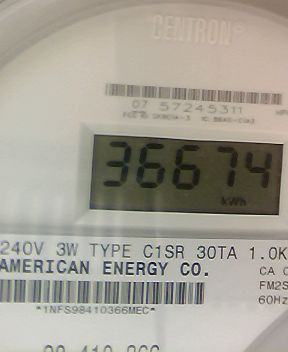 CENTRON®
07 57245311
36674
kWh
240V 3W TYPE C1SR 30TA 1.0K
AMERICAN ENERGY CO.
CA
FM2S
60Hz
*1NFS98410366MEC*